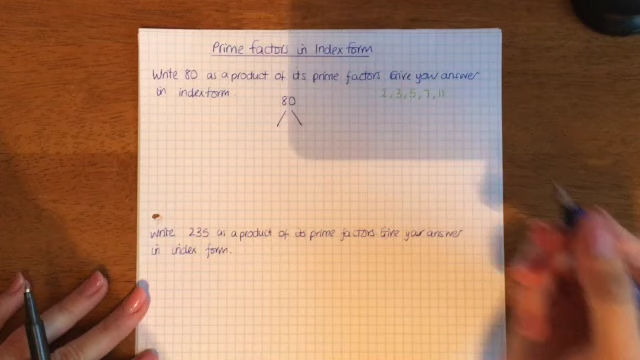 Prime factors in Index form
Write 80 as a product of its prime factors. Give your answer
in index form
2, 3, 5, 7, 11
80
Write 235 as a product of its prime factors. Give your answer
in index form.